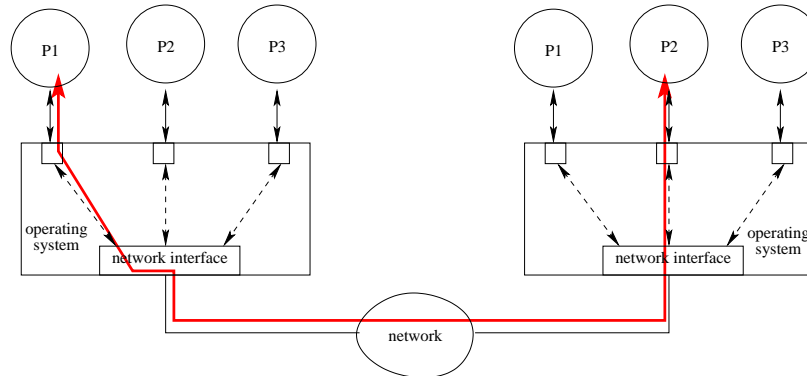 P1 P2 P3 P1 P2 P3
operating
system
network interface
network interface
operating
system
network